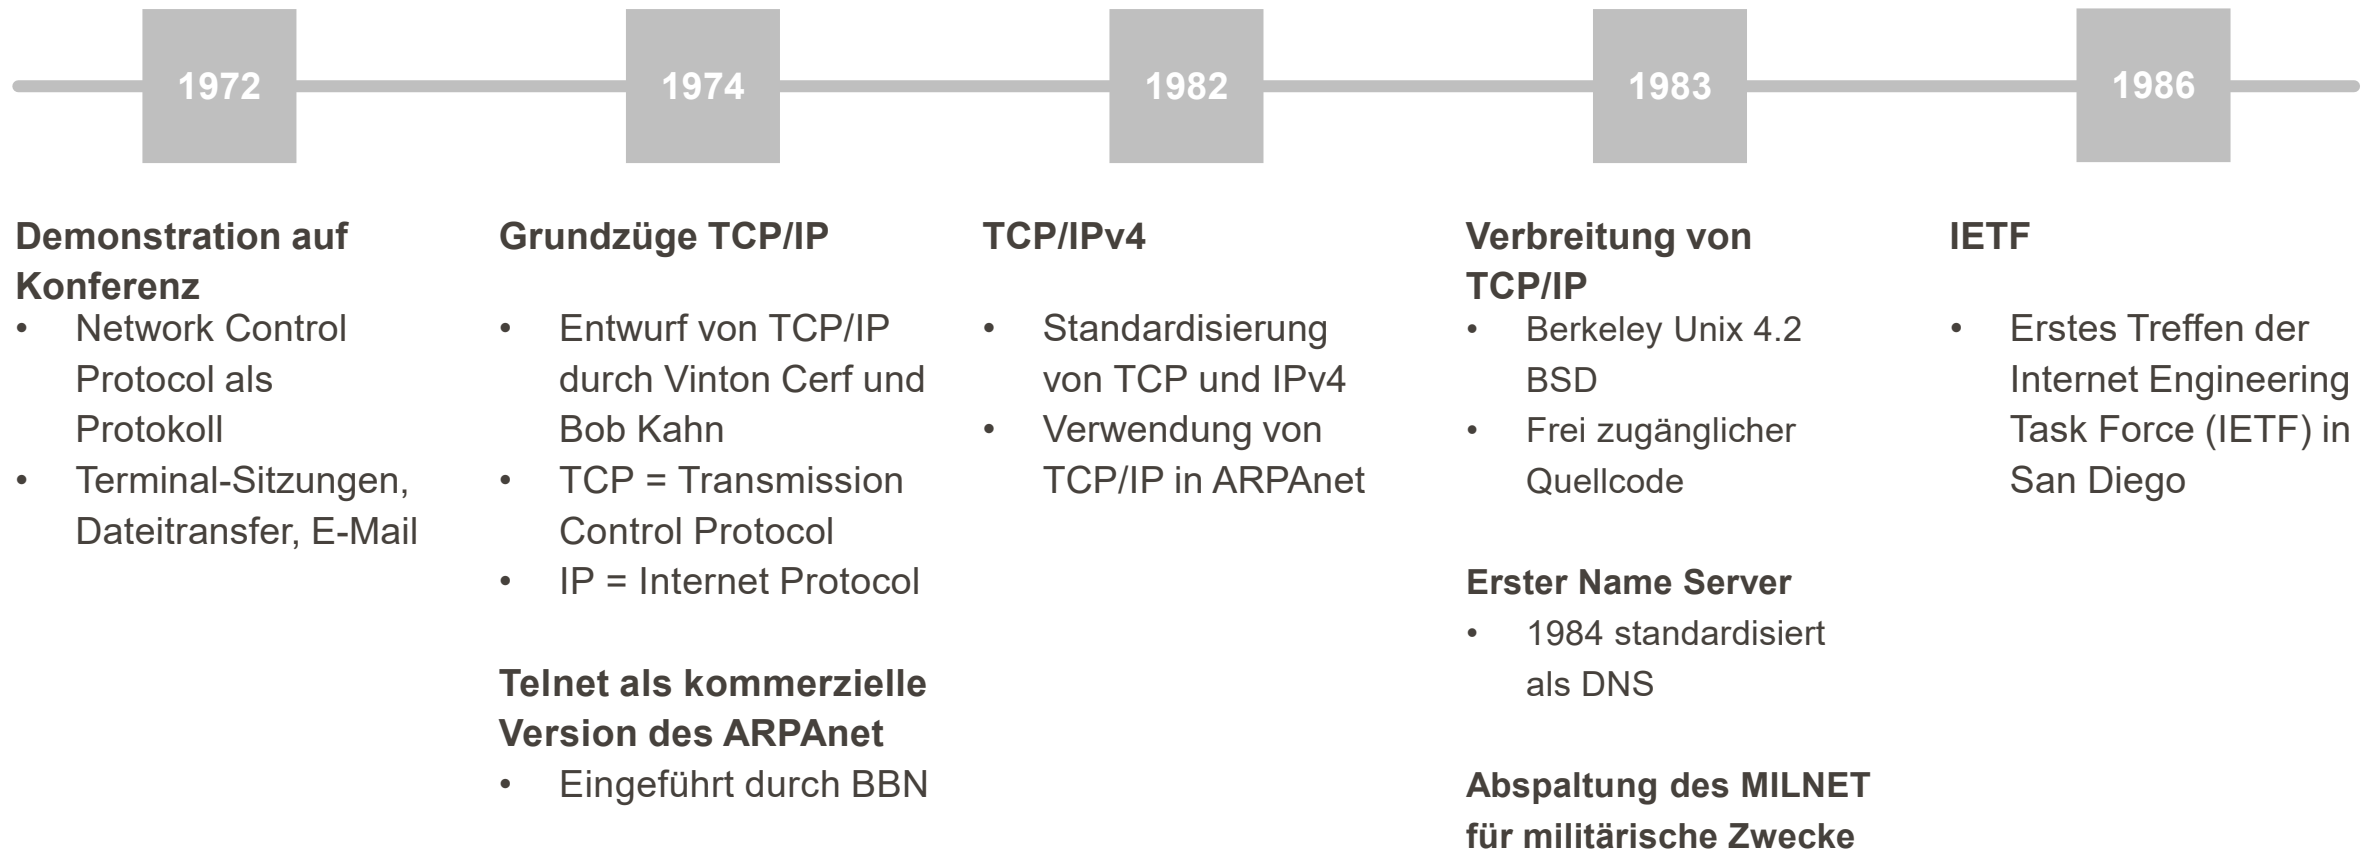 1972
1974
1982
1983
1986
Demonstration auf
Konferenz
• Network Control
Protocol als
Protokoll
• Terminal-Sitzungen,
Dateitransfer, E-Mail
Grundzüge TCP/IP
• Entwurf von TCP/IP
durch Vinton Cerf und
Bob Kahn
• TCP = Transmission
Control Protocol
• IP = Internet Protocol
Telnet als kommerzielle
Version des ARPAnet
• Eingeführt durch BBN
TCP/IPv4
• Standardisierung
von TCP und IPv4
• Verwendung von
TCP/IP in ARPAnet
Verbreitung von
TCP/IP
• Berkeley Unix 4.2
BSD
• Frei zugänglicher
Quellcode
Erster Name Server
• 1984 standardisiert
als DNS
Abspaltung des MILNET
für militärische Zwecke
IETF
• Erstes Treffen der
Internet Engineering
Task Force (IETF) in
San Diego